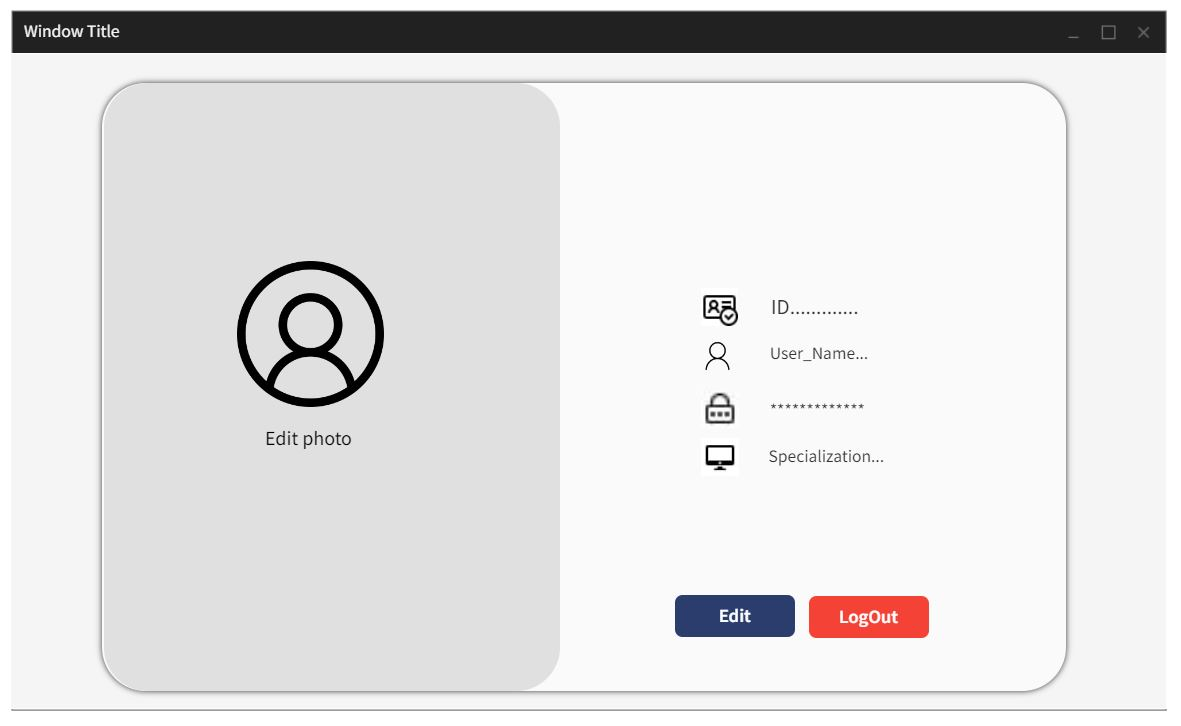 Window Title
Edit photo
ID.............
User_Name...
*************
Specialization...
Edit
LogOut